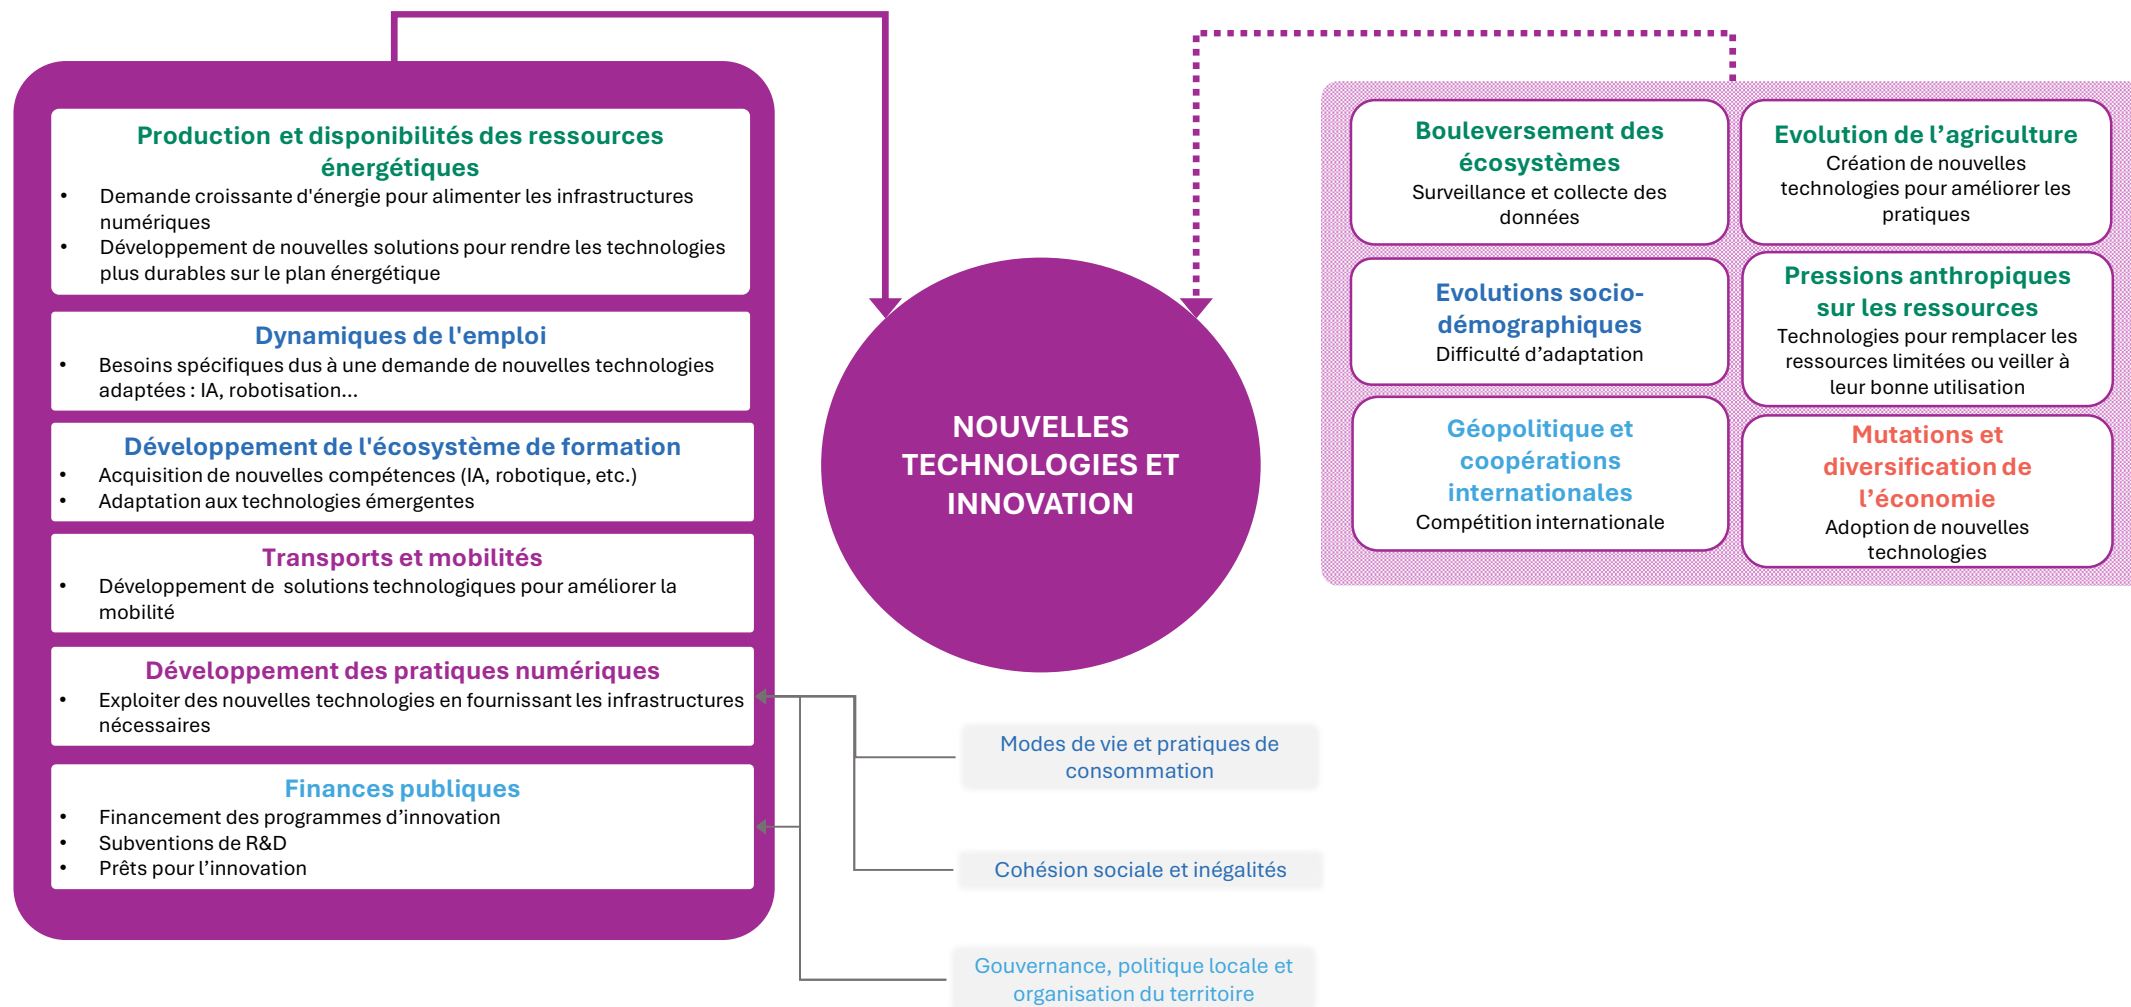 Production et disponibilités des ressources
énergétiques
• Demande croissante d'énergie pour alimenter les infrastructures
numériques
• Développement de nouvelles solutions pour rendre les technologies
plus durables sur le plan énergétique
Dynamiques de l'emploi
• Besoins spécifiques dus à une demande de nouvelles technologies
adaptées : IA, robotisation...
Développement de l'écosystème de formation
• Acquisition de nouvelles compétences (IA, robotique, etc.)
• Adaptation aux technologies émergentes
Transports et mobilités
• Développement de solutions technologiques pour améliorer la
mobilité
Développement des pratiques numériques
• Exploiter des nouvelles technologies en fournissant les infrastructures
nécessaires
Finances publiques
• Financement des programmes d’innovation
• Subventions de R&D
• Prêts pour l’innovation
NOUVELLES
TECHNOLOGIES ET
INNOVATION
Modes de vie et pratiques de
consommation
Cohésion sociale et inégalités
Gouvernance, politique locale et
organisation du territoire
Bouleversement des
écosystèmes
Surveillance et collecte des
données
Evolution de l’agriculture
Création de nouvelles
technologies pour améliorer les
pratiques
Evolutions socio-
démographiques
Difficulté d’adaptation
Pressions anthropiques
sur les ressources
Technologies pour remplacer les
ressources limitées ou veiller à
leur bonne utilisation
Géopolitique et
coopérations
internationales
Compétition internationale
Mutations et
diversification de
l’économie
Adoption de nouvelles
technologies